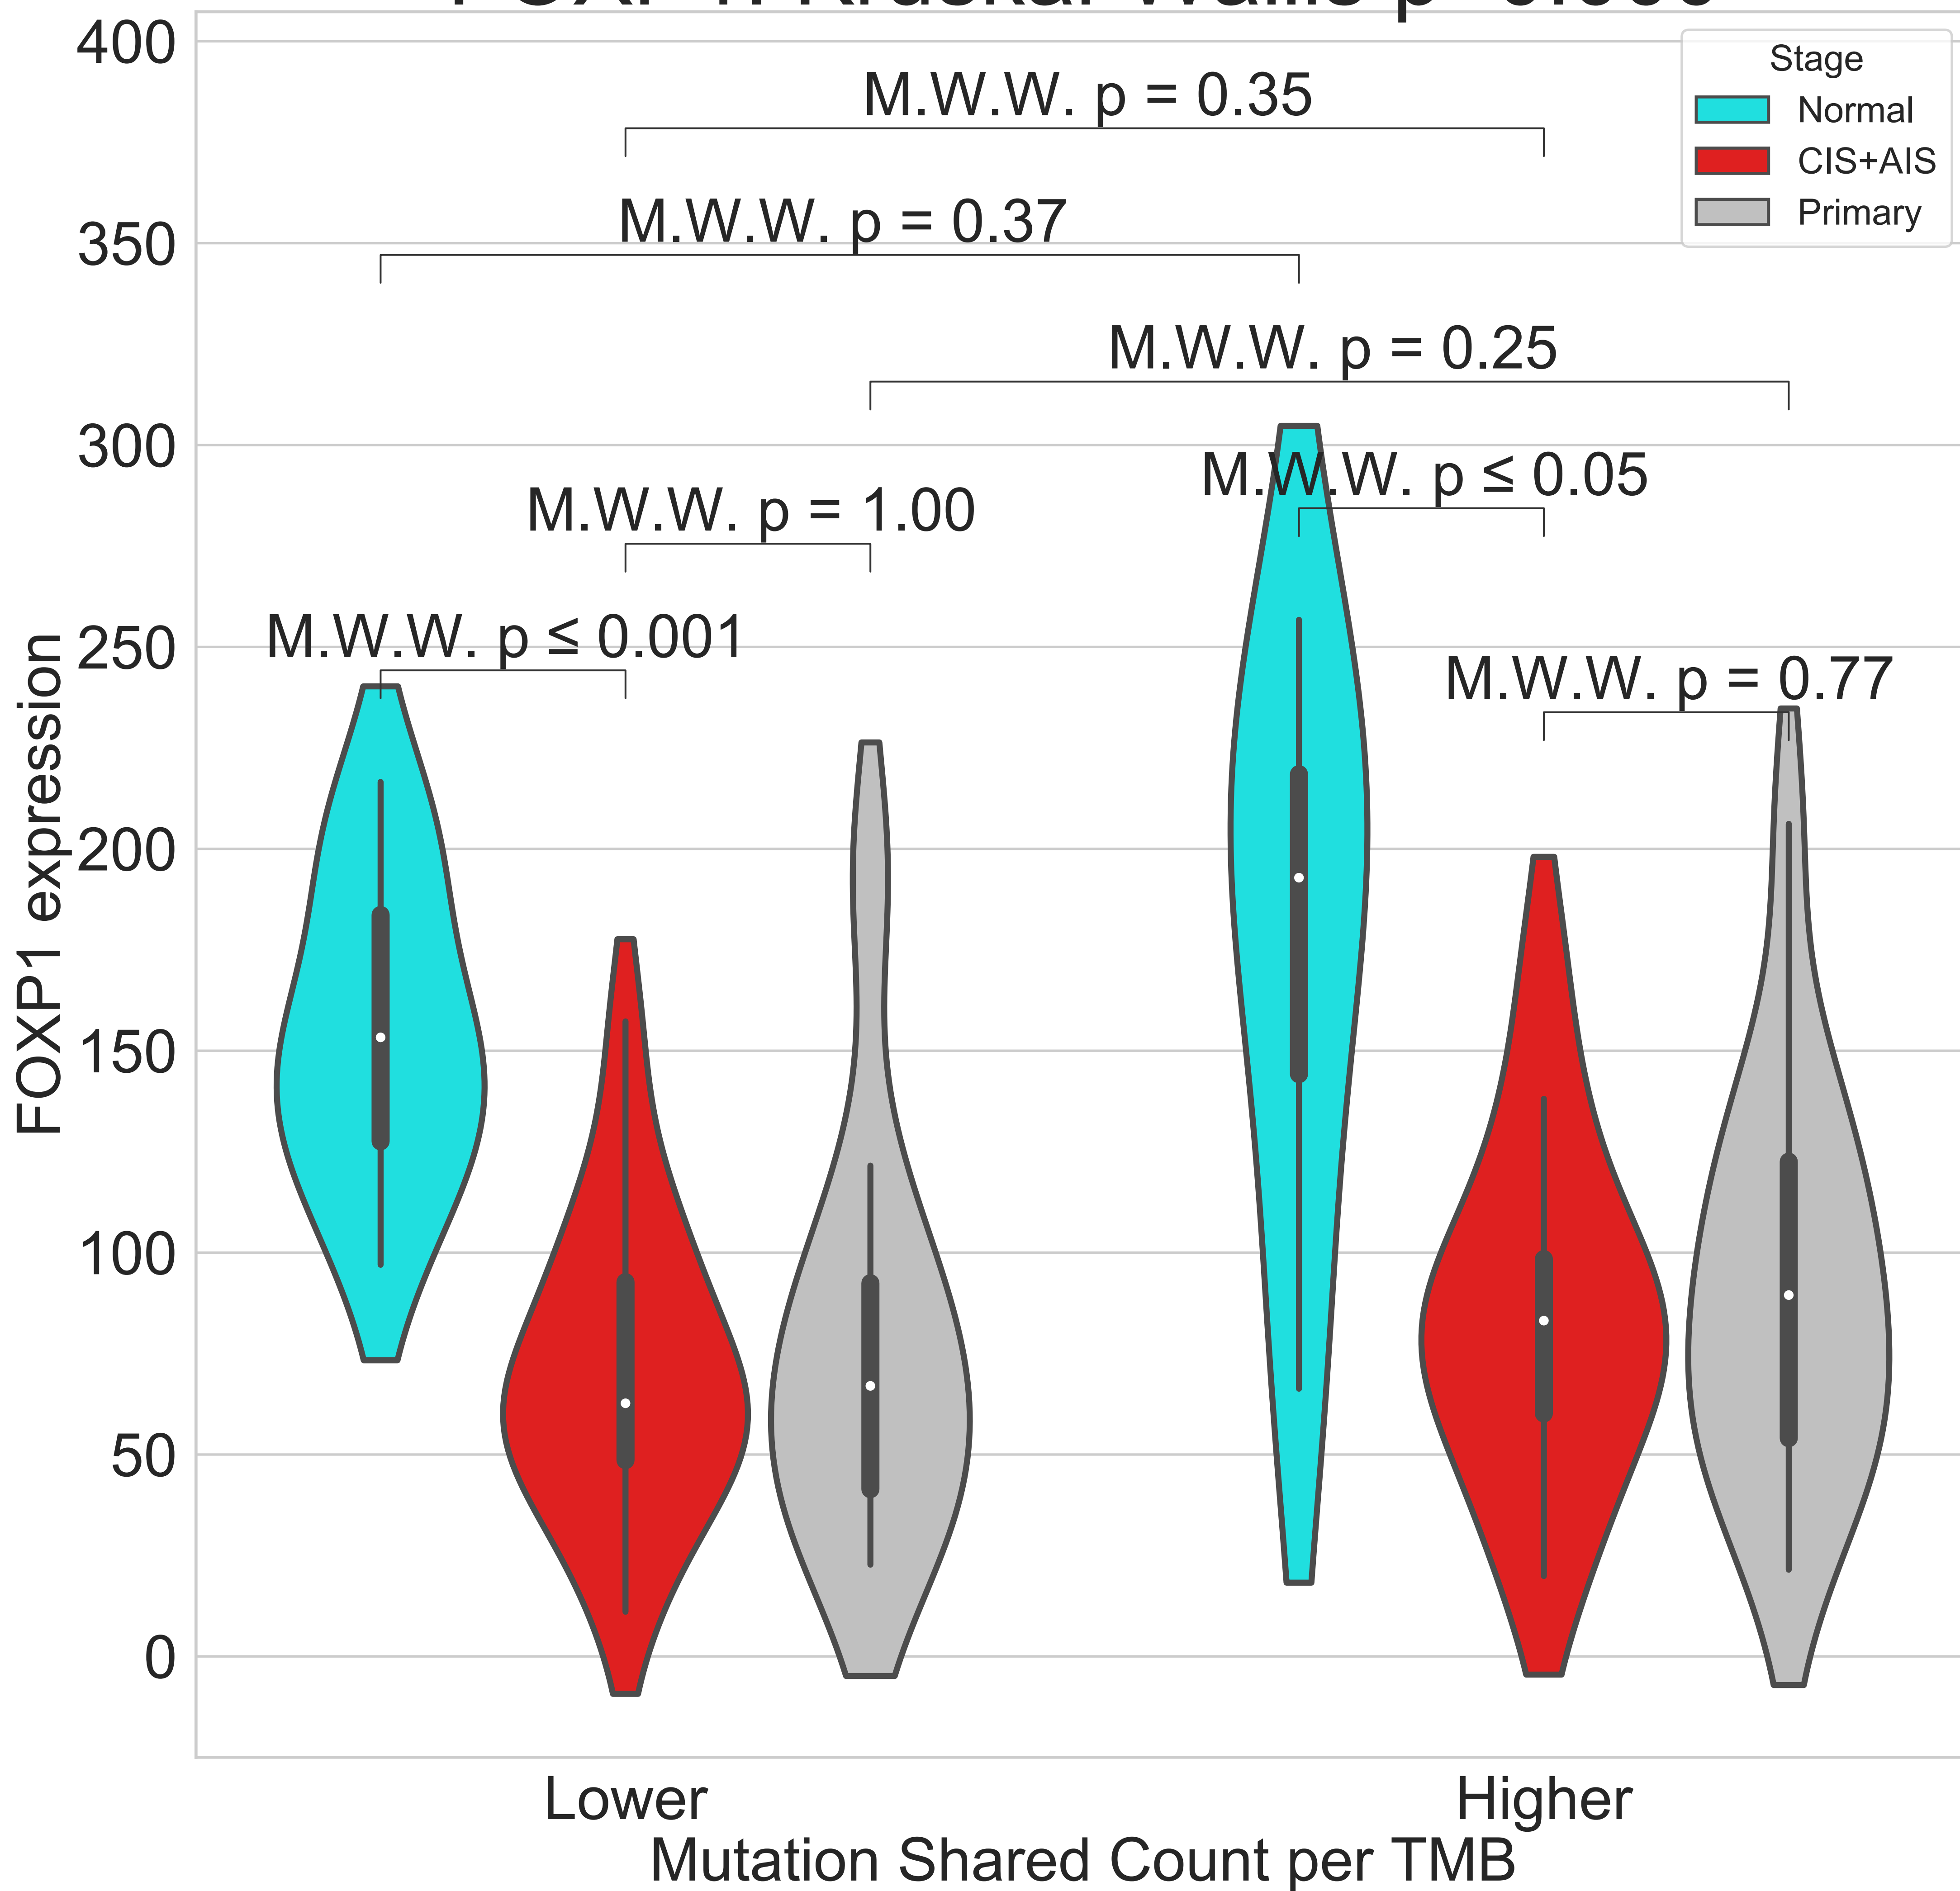 400
350
300
250
200
150
100
50
0
FOXP1 expression
M.W.W. p = 0.35
M.W.W. p = 0.37
M.W.W. p = 0.25
M.W.W. p ≤ 0.05
M.W.W. p = 1.00
M.W.W. p ≤ 0.001
M.W.W. p = 0.77
Stage
Normal
CIS+AIS
Primary
Lower
Higher
Mutation Shared Count per TMB